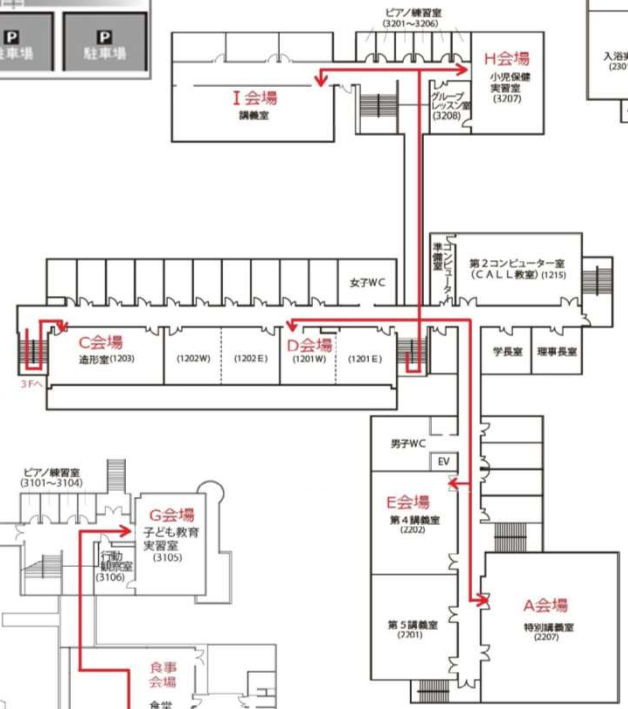 P
車場
P
駐車場
ピアノ練習室
(3201～3206)
H会場
小児保健
実習室
(3207)
グループ
レッスン室
(3208)
I会場
講義室
入浴実
(230
コンピュータ
準備室
第2コンピューター室
(CALL教室)(1215)
女子WC
C会場
造形室(1203)
(1202W)
(1202E)
D会場
(1201W)
(1201E)
学長室
理事長室
3Fへ
男子WC
EV
E会場
第4講義室
(2202)
第5講義室
(2201)
A会場
特別講義室
(2207)
ピアノ練習室
(3101～3104)
G会場
子ども教育
実習室
(3105)
行動
観察室
(3106)
食事
会場
食堂